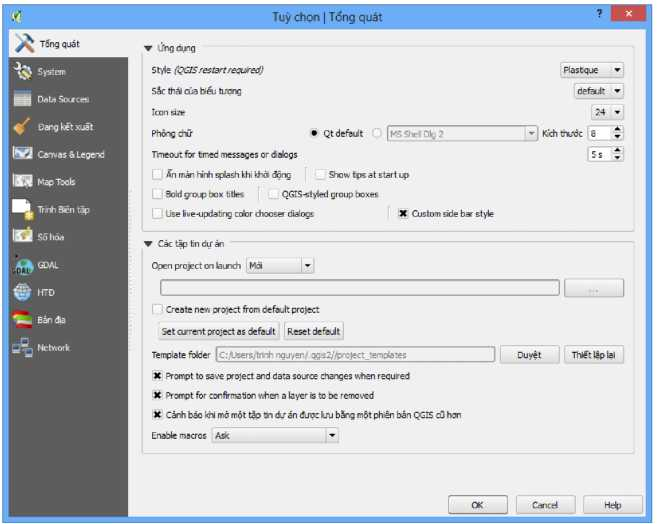 Tuỳ chọn | Tổng quát
?
Tổng quát
System
Data Sources
Đang kết xuất
Canvas & Legend
Map Tools
Trình Biên tập
Số hóa
GDAL
HTD
Bản địa
Network
Ứng dụng
Style (QGIS restart required) Plastique
Sắc thái của biểu tượng default
Icon size 24
Phông chữ Qt default MS Shell Dlg 2 Kích thước 8
Timeout for timed messages or dialogs 5 s
Ẩn màn hình splash khi khởi động Show tips at start up
Bold group box titles QGIS-styled group boxes
Use live-updating color chooser dialogs Custom side bar style
Các tập tin dự án
Open project on launch Mới
...
Create new project from default project
Set current project as default Reset default
Template folder C:/Users/trinh nguyen/.qgis2//project_templates Duyệt Thiết lập lại
Prompt to save project and data source changes when required
Prompt for confirmation when a layer is to be removed
Cảnh báo khi mở một tập tin dự án được lưu bằng một phiên bản QGIS cũ hơn
Enable macros Ask
OK Cancel Help